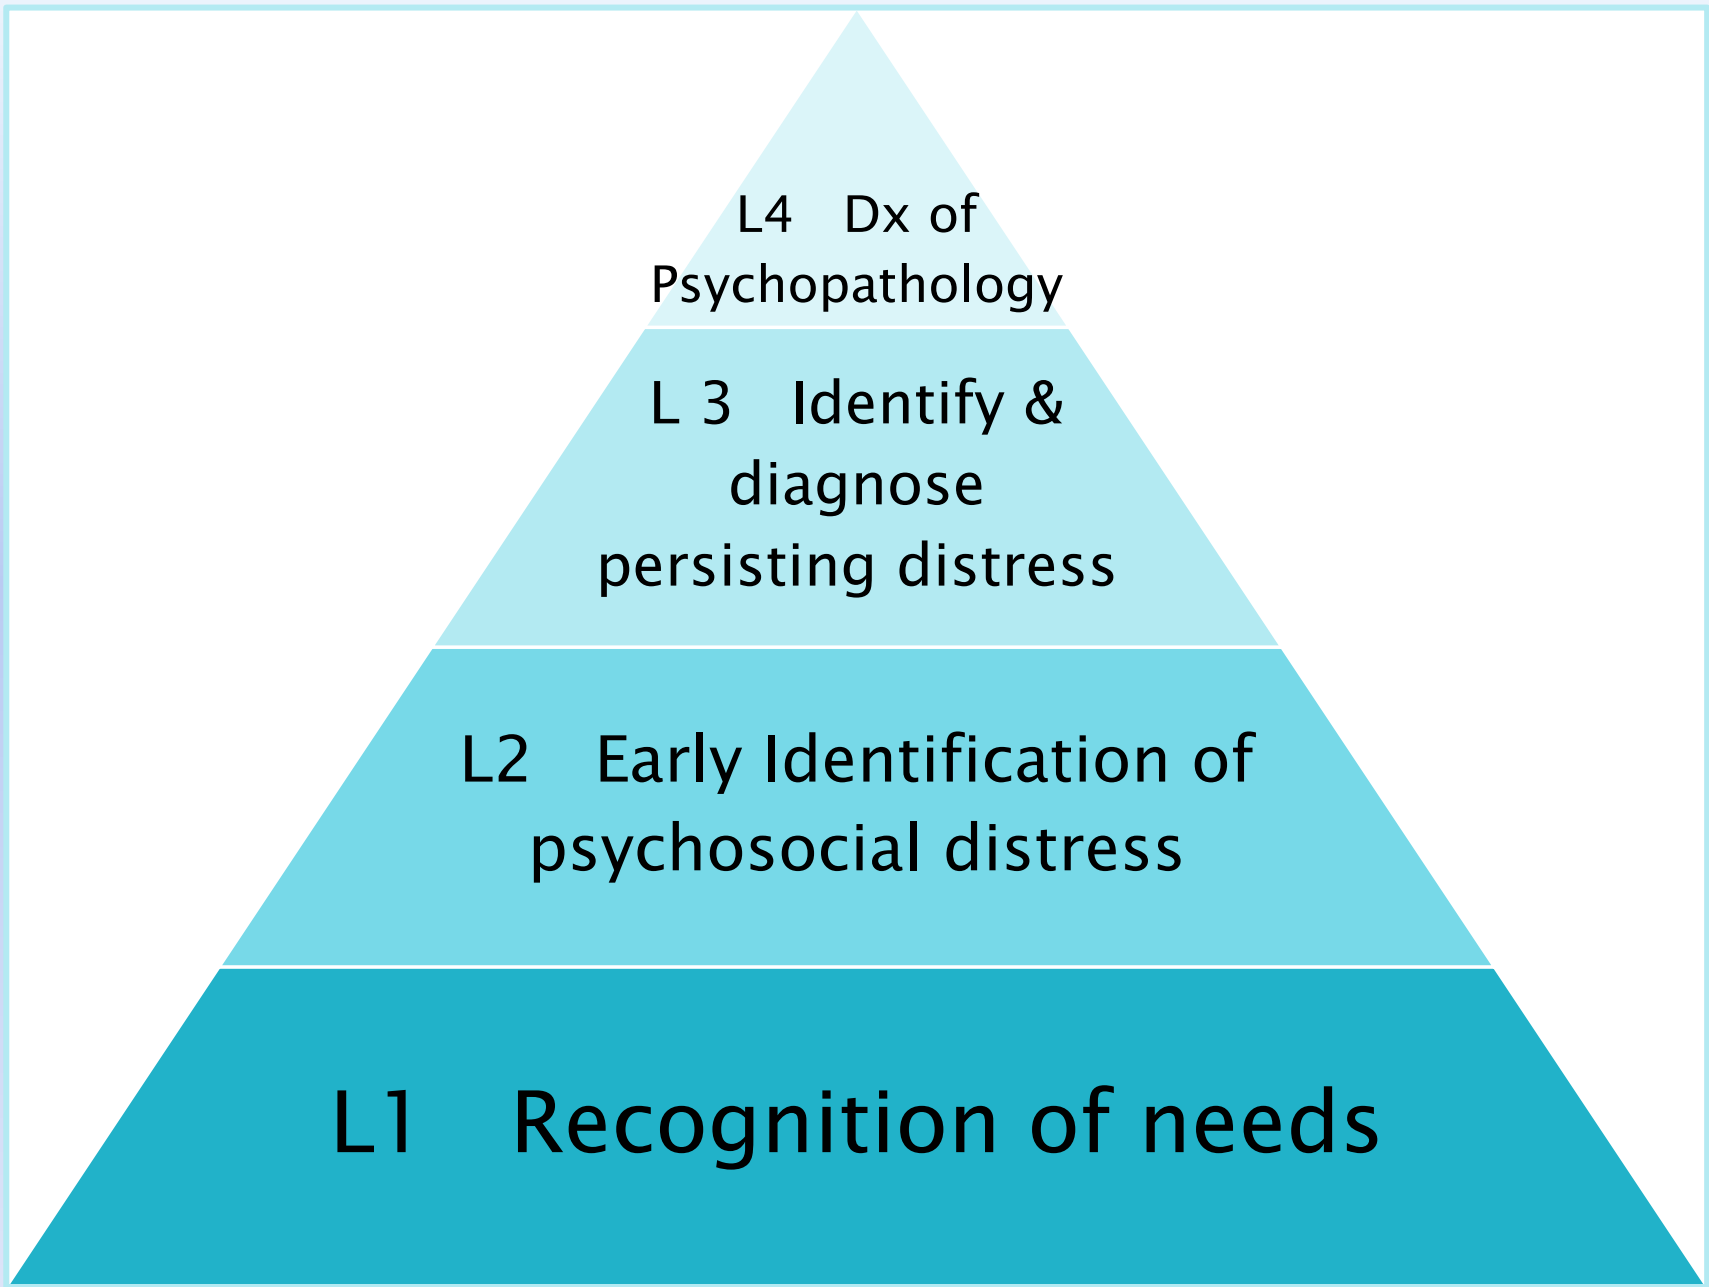 L4 Dx of
Psychopathology
L 3 Identify &
diagnose
persisting distress
L2 Early Identification of
psychosocial distress
L1 Recognition of needs